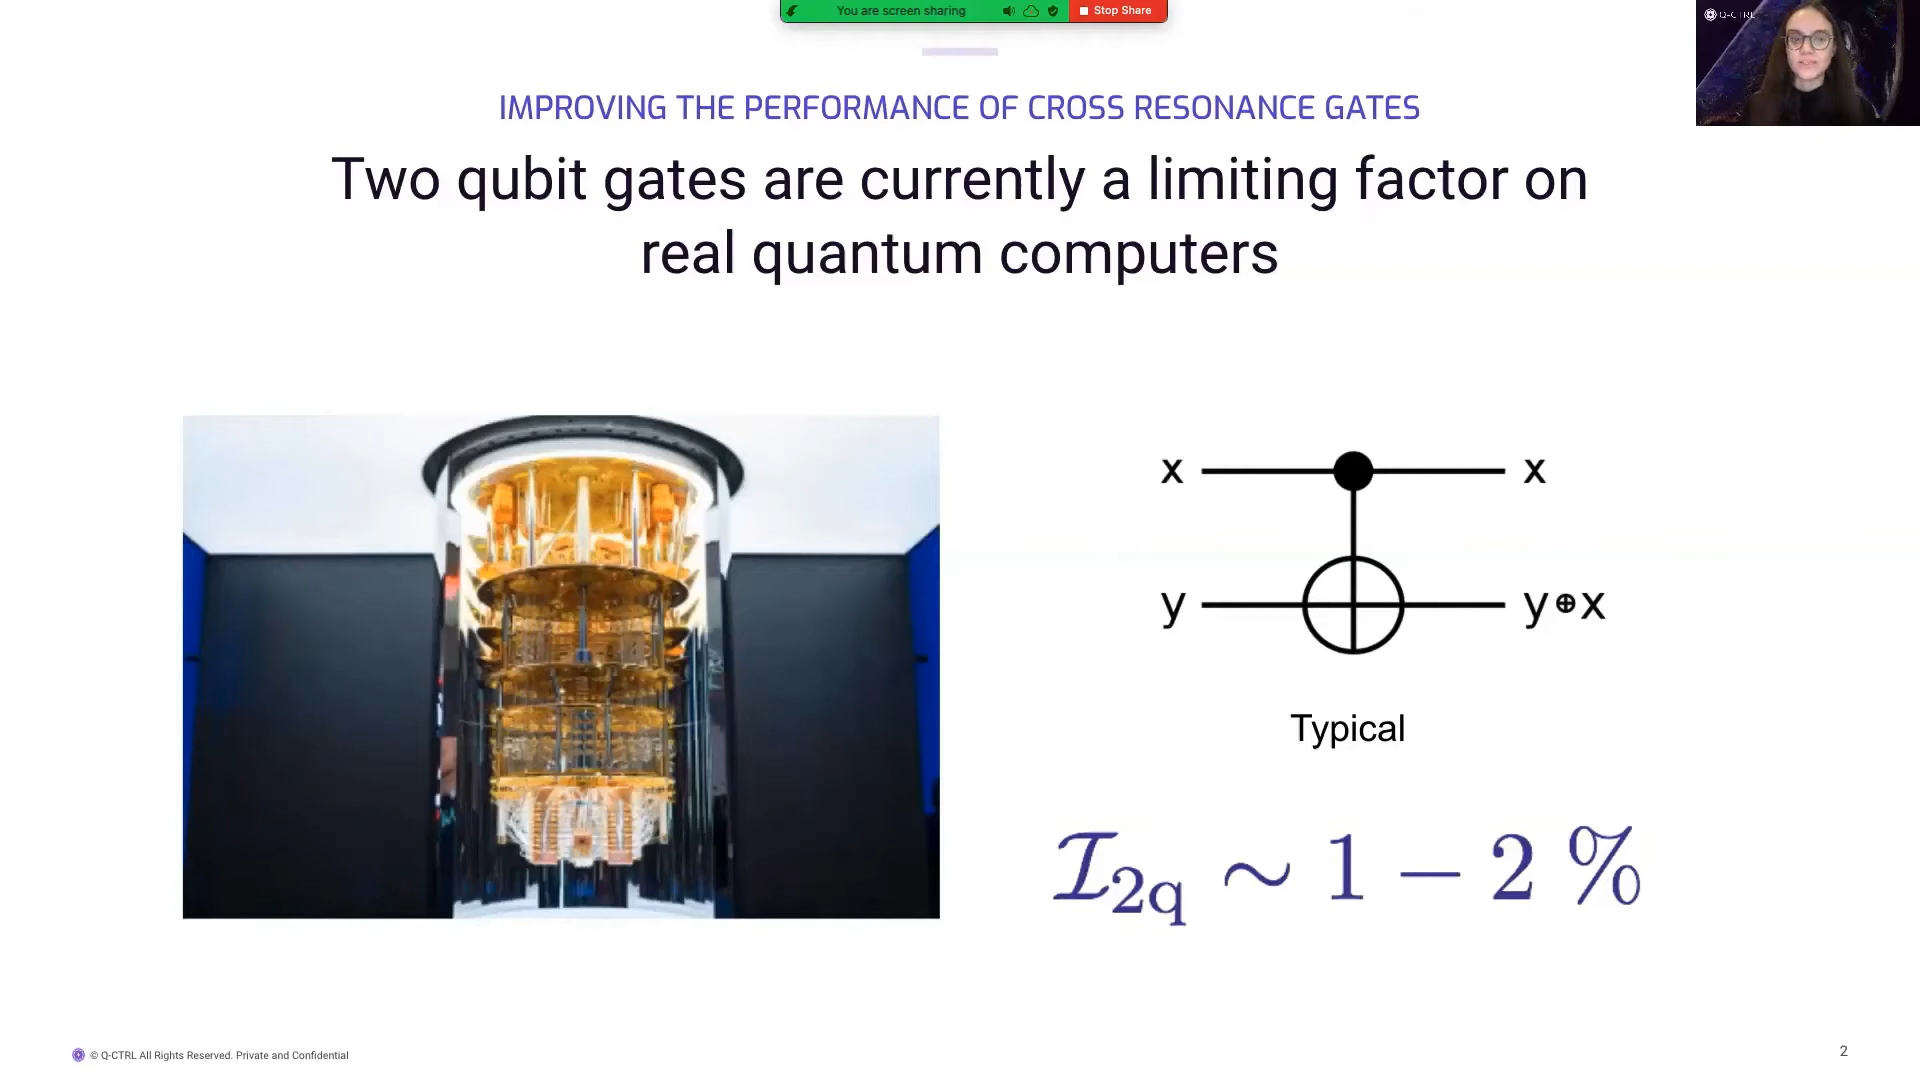 You are screen sharing
Stop Share
Q-CTRL
IMPROVING THE PERFORMANCE OF CROSS RESONANCE GATES
Two qubit gates are currently a limiting factor on
real quantum computers
x x
y y⊕x
Typical
𝓘2q ~ 1 – 2 %
© Q-CTRL All Rights Reserved. Private and Confidential
2